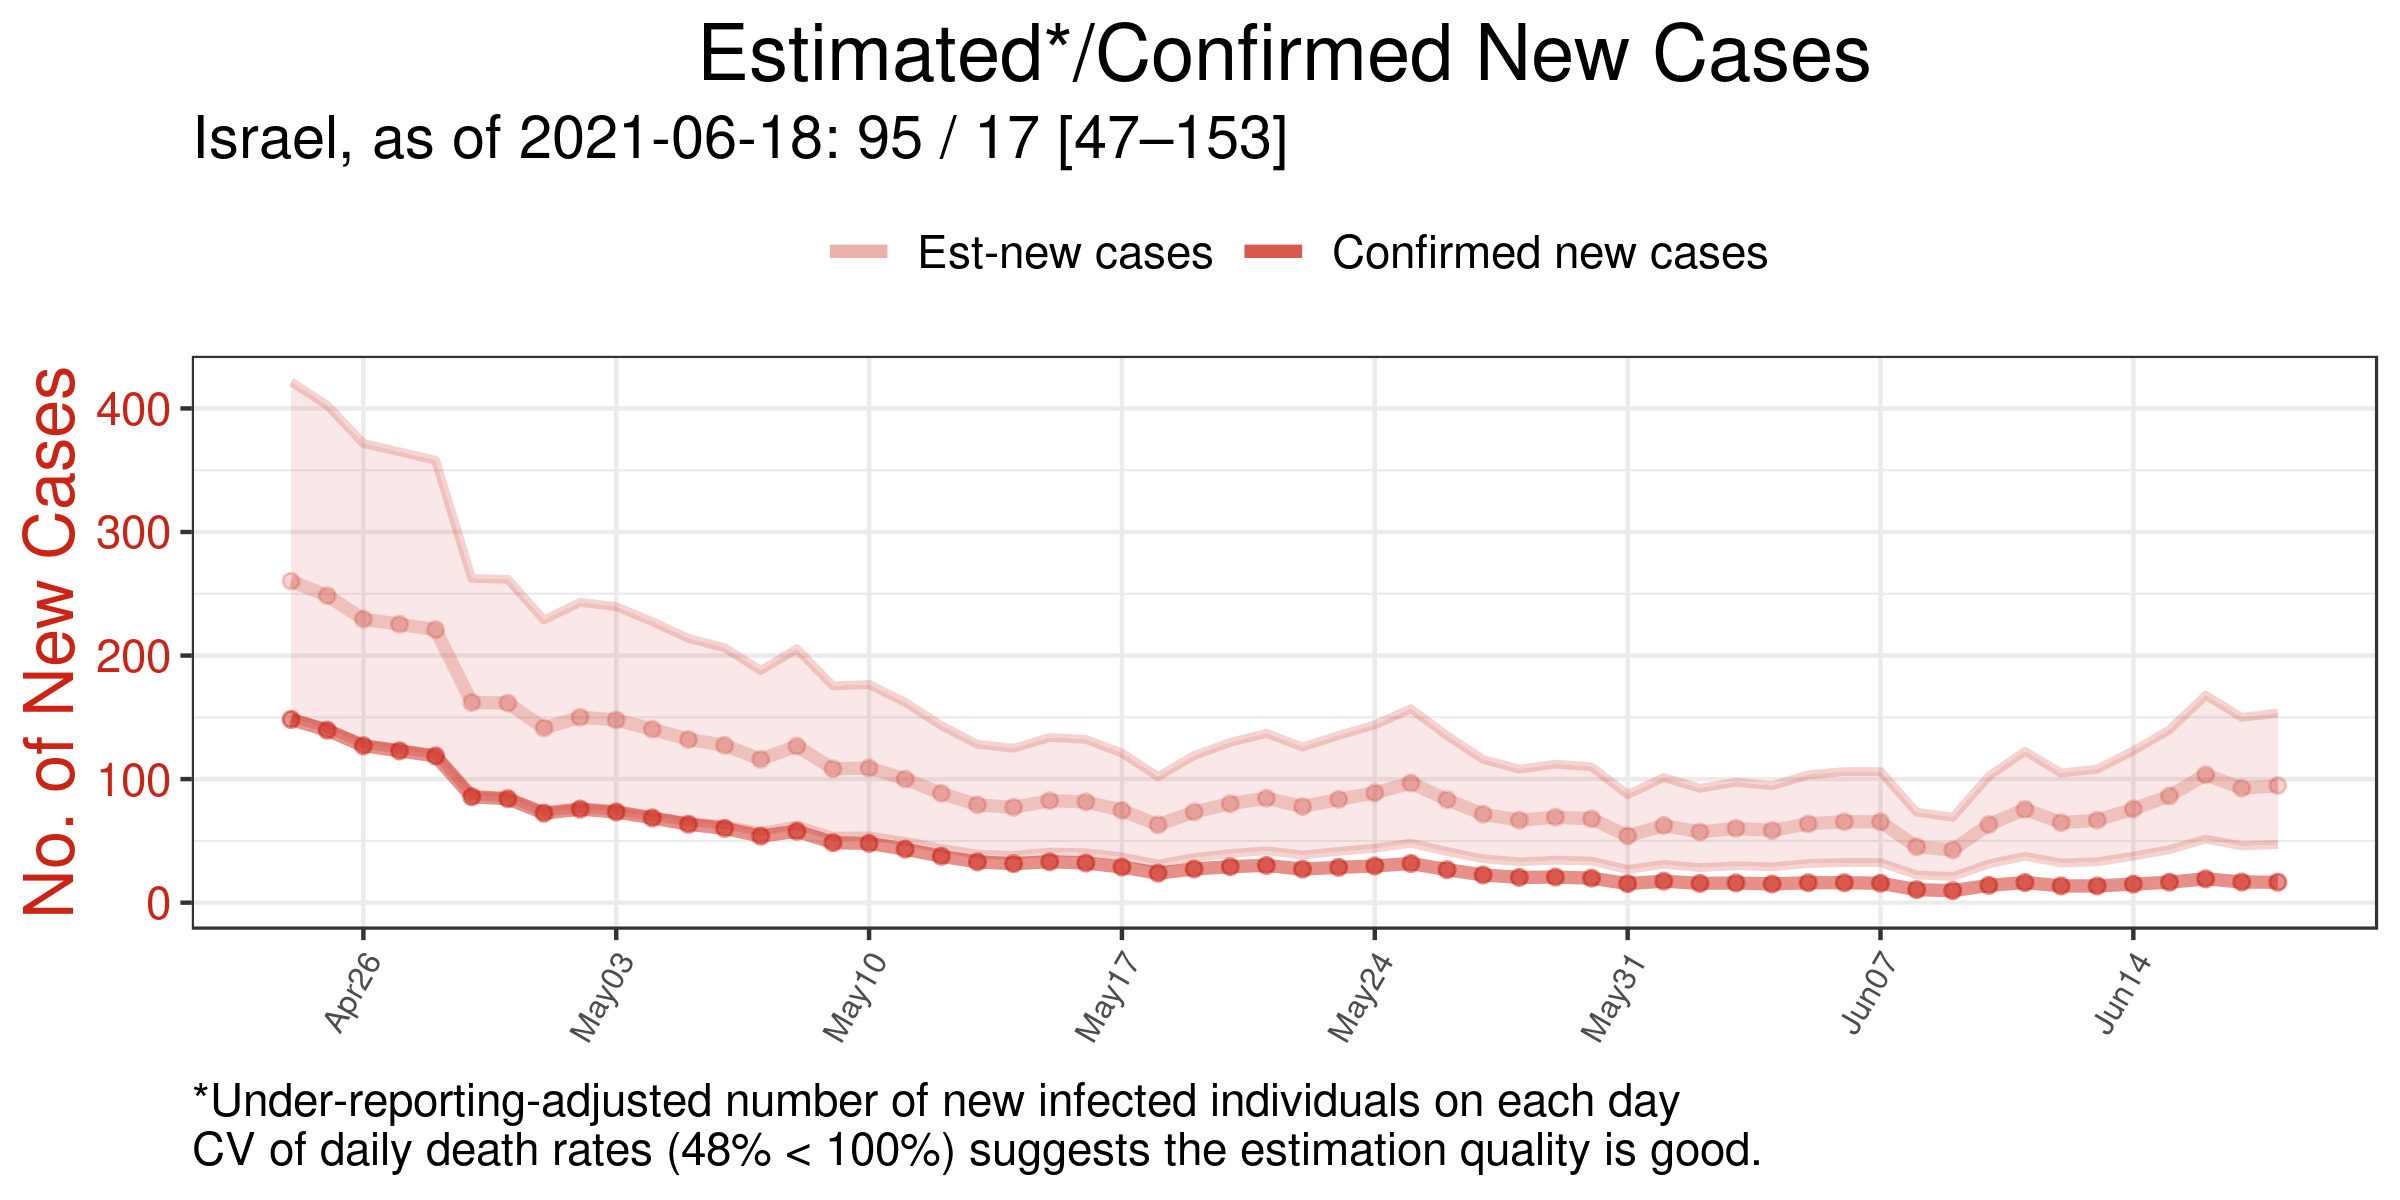 Estimated*/Confirmed New Cases
Israel, as of 2021-06-18: 95 / 17 [47–153]
Est-new cases
Confirmed new cases
No. of New Cases
400
300
200
100
0
Apr26
May03
May10
May17
May24
May31
Jun07
Jun14
*Under-reporting-adjusted number of new infected individuals on each day
CV of daily death rates (48% < 100%) suggests the estimation quality is good.